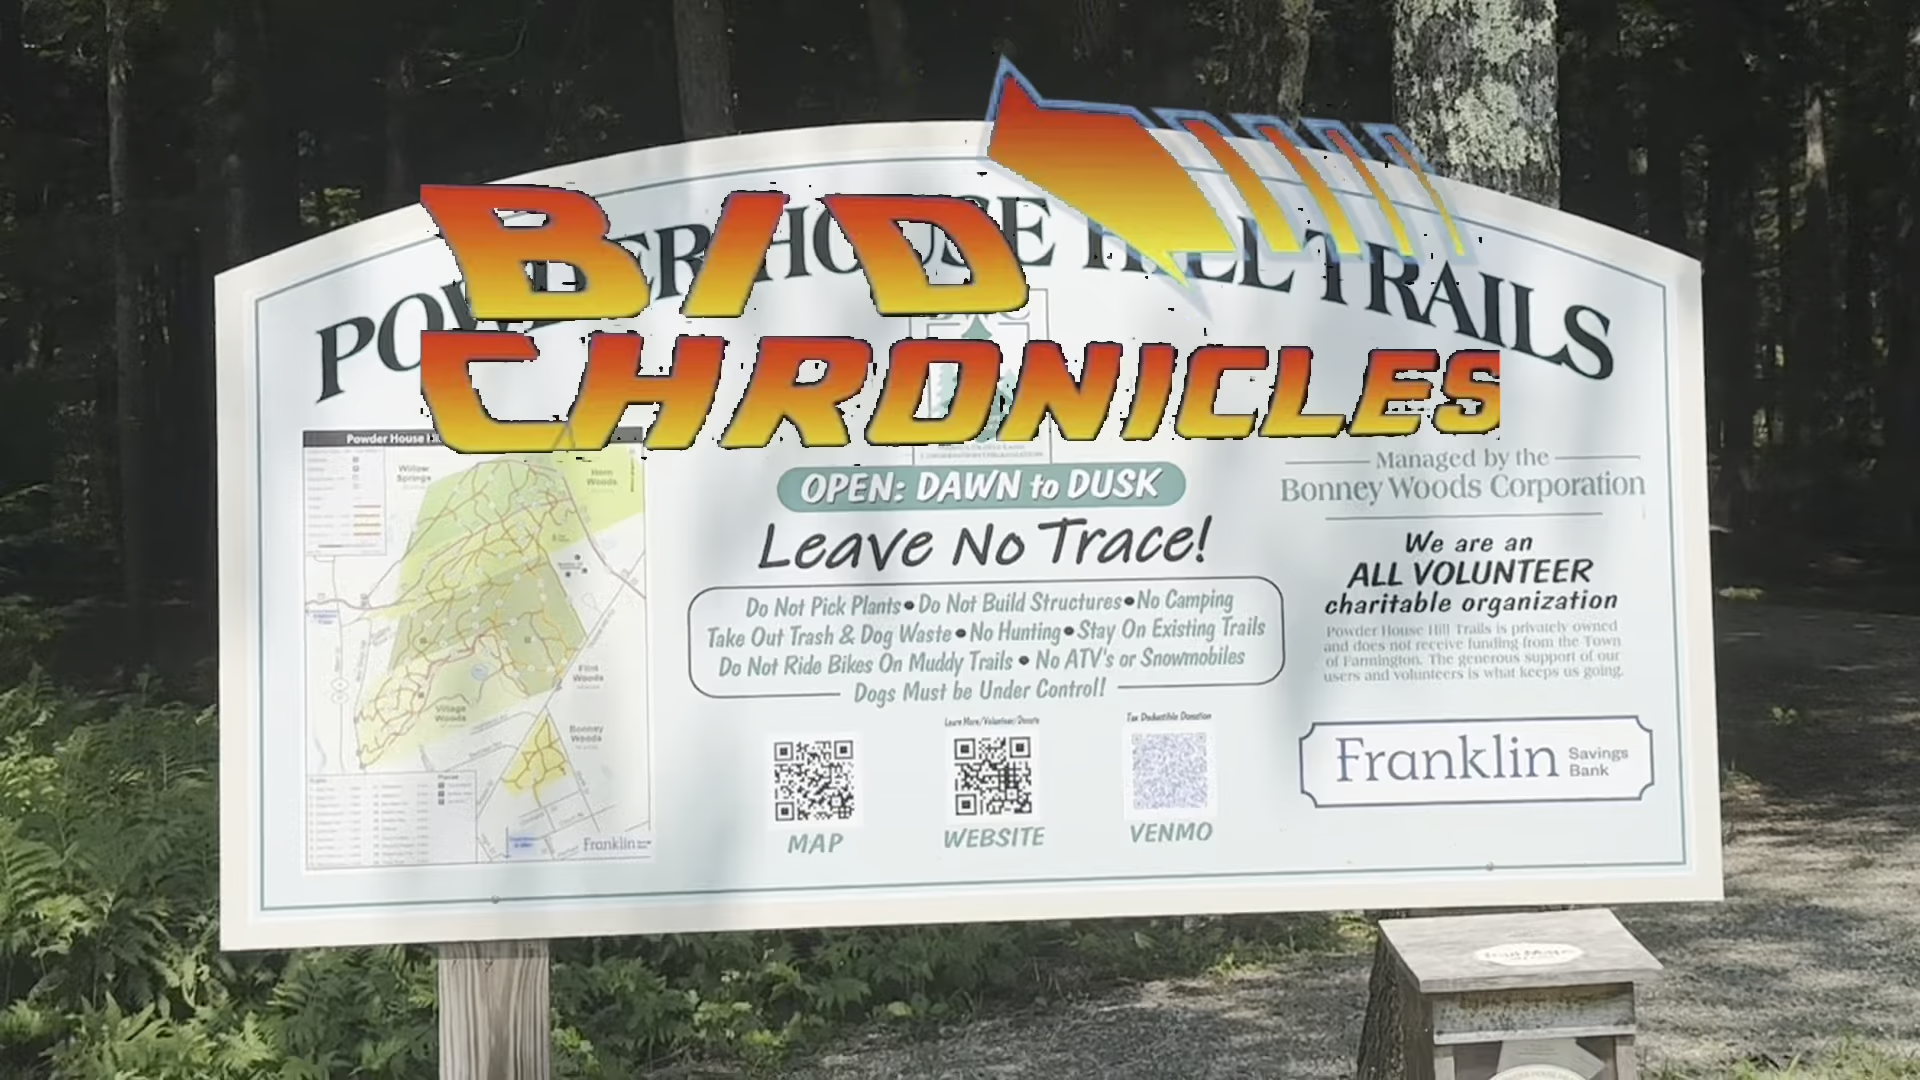 BID
CHRONICLES
POWDERHOUSE HILL TRAILS
Powder House Hill
Willow
Springs
Horn
Woods
Flint
Woods
Village
Woods
Bonney
Woods
Franklin
OPEN: DAWN to DUSK
Leave No Trace!
Do Not Pick Plants • Do Not Build Structures • No Camping
Take Out Trash & Dog Waste • No Hunting • Stay On Existing Trails
Do Not Ride Bikes On Muddy Trails • No ATV's or Snowmobiles
Dogs Must be Under Control!
Learn More/Volunteer/Donate
Tax Deductible Donation
MAP
WEBSITE
VENMO
Managed by the
Bonney Woods Corporation
We are an
ALL VOLUNTEER
charitable organization
Powder House Hill Trails is privately owned
and does not receive funding from the Town
of Farmington. The generous support of our
users and volunteers is what keeps us going.
Franklin Savings
Bank